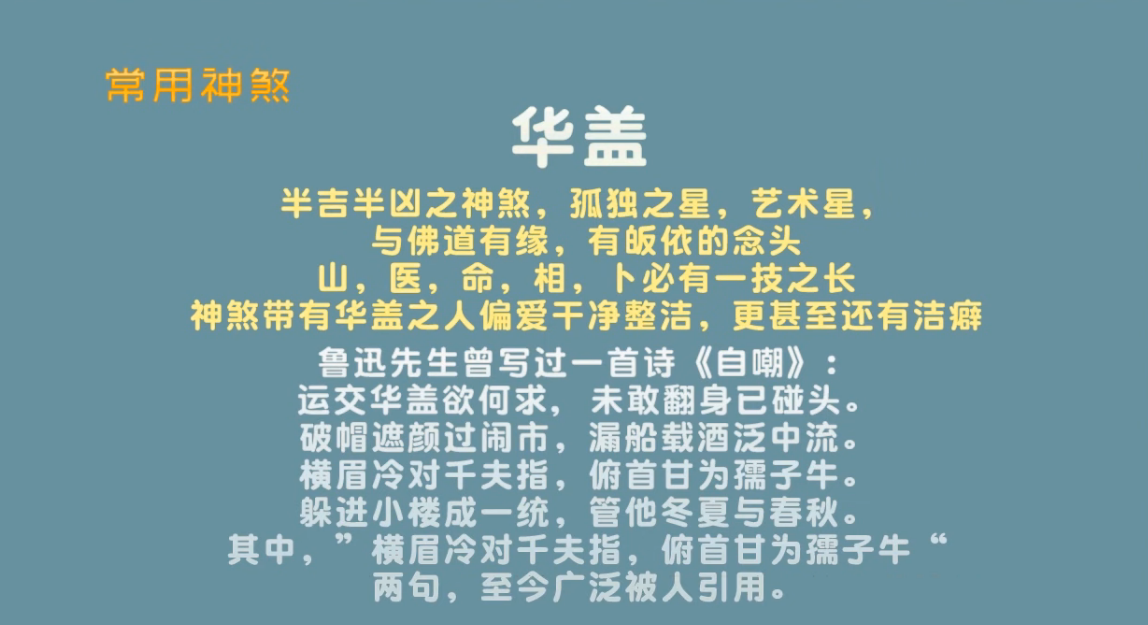 常用神煞
华盖
半吉半凶之神煞，孤独之星，艺术星，
与佛道有缘，有皈依的念头
山，医，命，相，卜必有一技之长
神煞带有华盖之人偏爱干净整洁，更甚至还有洁癖
鲁迅先生曾写过一首诗《自嘲》：
运交华盖欲何求，未敢翻身已碰头。
破帽遮颜过闹市，漏船载酒泛中流。
横眉冷对千夫指，俯首甘为孺子牛。
躲进小楼成一统，管他冬夏与春秋。
其中，”横眉冷对千夫指，俯首甘为孺子牛“
两句，至今广泛被人引用。